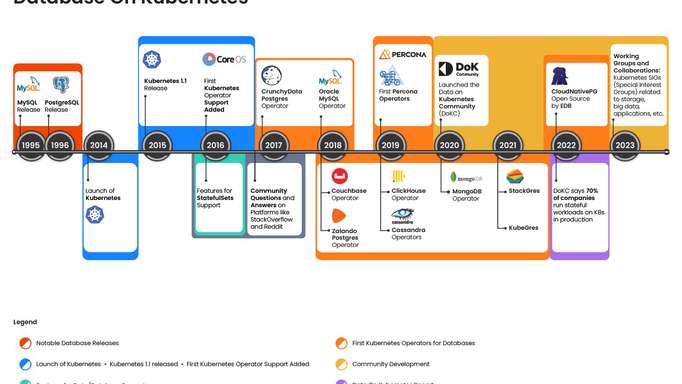 Database On Kubernetes
MySQL
MySQL
Release
PostgreSQL
Release
Kubernetes 1.1
Release
CoreOS
First
Kubernetes
Operator
Support
Added
CrunchyData
Postgres
Operator
MySQL
Oracle
MySQL
Operator
PERCONA
First Percona
Operators
DoK
Community
Launched the
Data on
Kubernetes
Community
(DoKC)
CloudNativePG
Open Source
by EDB
Working
Groups and
Collaborations:
Kubernetes SIGs
(Special Interest
Groups) related
to storage,
big data,
applications, etc.
1995 1996 2014 2015 2016 2017 2018 2019 2020 2021 2022 2023
Launch of
Kubernetes
Features for
StatefulSets
Support
Community
Questions and
Answers on
Platforms like
StackOverflow
and Reddit
Couchbase
Operator
Zalando
Postgres
Operator
ClickHouse
Operator
cassandra
Cassandra
Operators
mongoDB
MongoDB
Operator
StackGres
KubeGres
DoKC says 70%
of companies
run stateful
workloads on K8s
in production
Legend
Notable Database Releases
First Kubernetes Operators for Databases
Launch of Kubernetes • Kubernetes 1.1 released • First Kubernetes Operator Support Added
Community Development